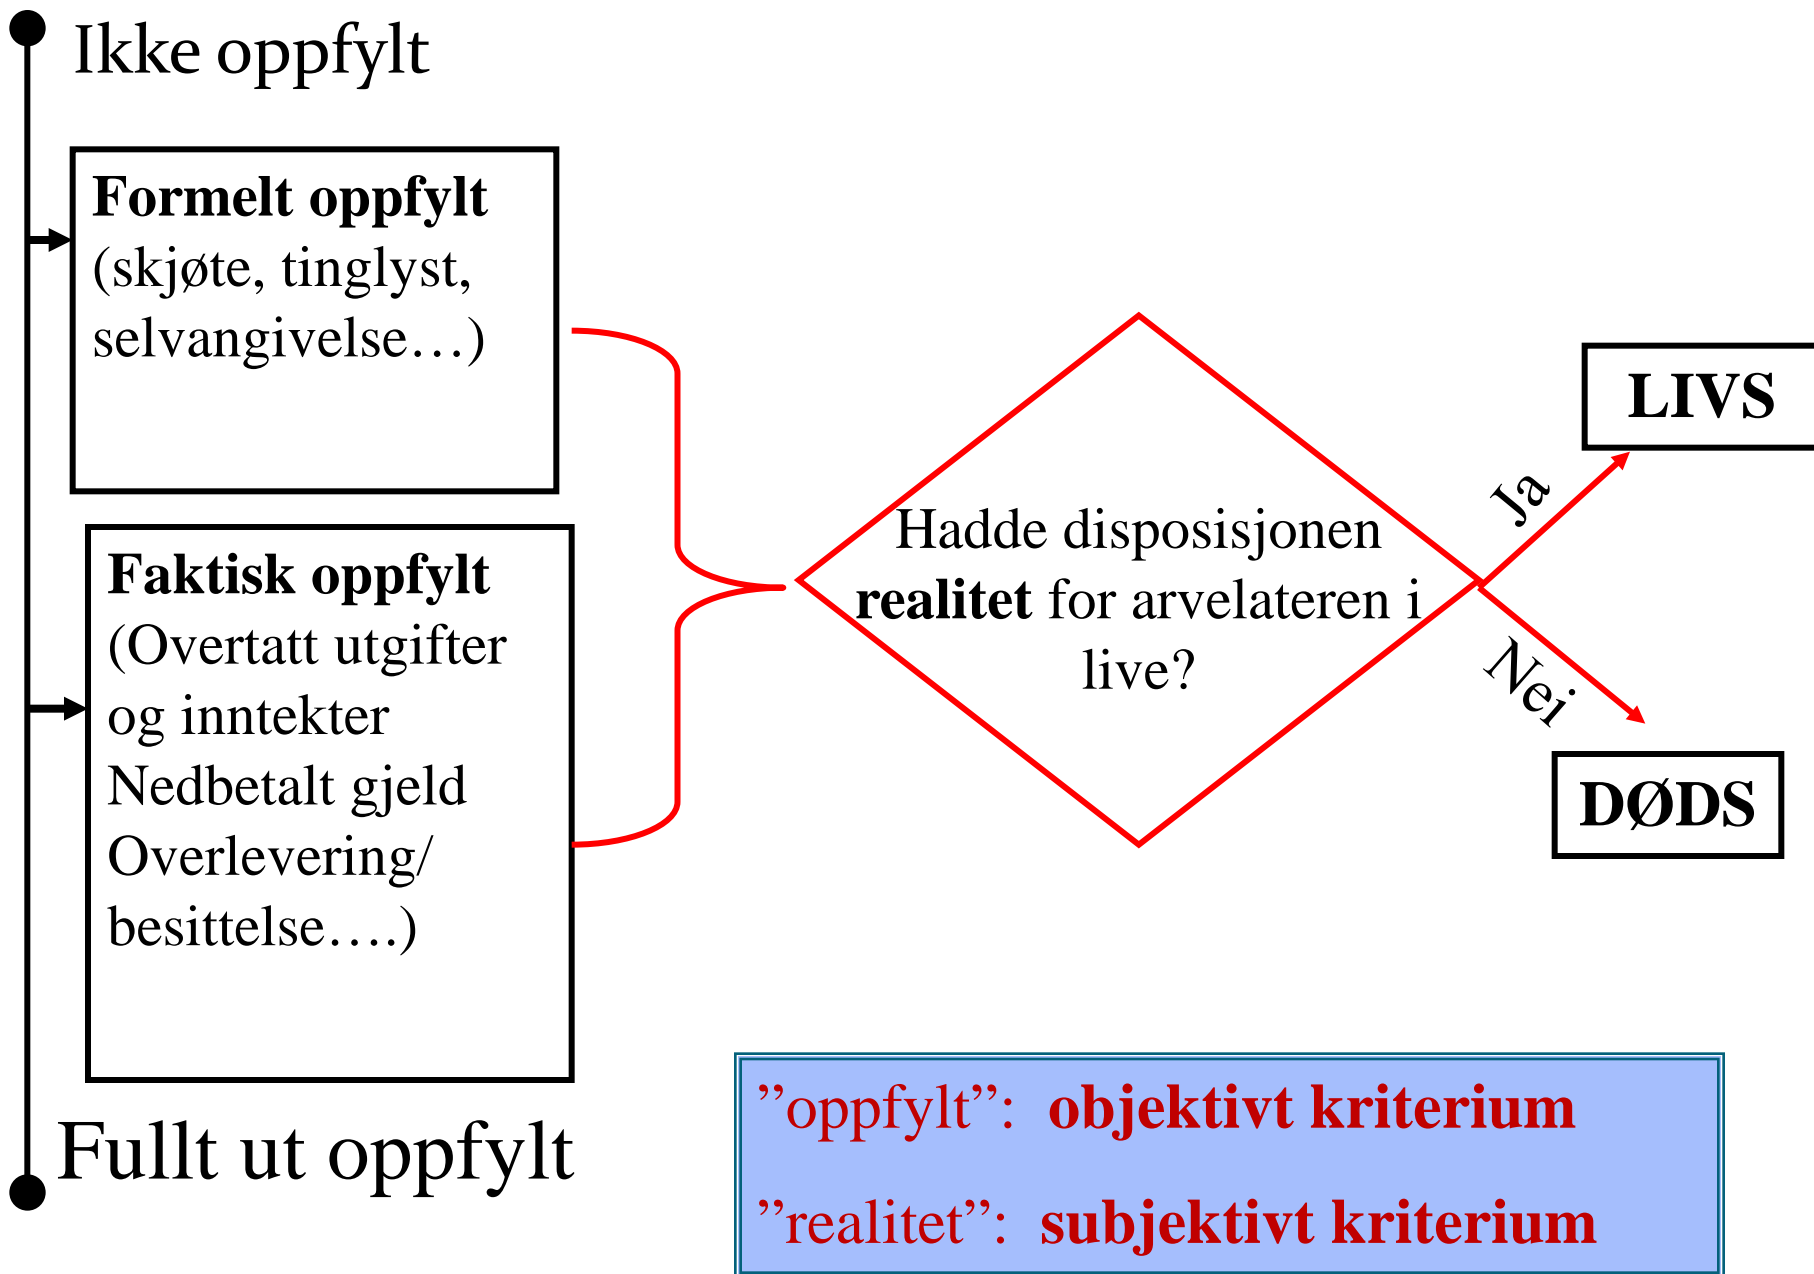 Ikke oppfylt
Formelt oppfylt
(skjøte, tinglyst,
selvangivelse…)
Faktisk oppfylt
(Overtatt utgifter
og inntekter
Nedbetalt gjeld
Overlevering/
besittelse….)
Fullt ut oppfylt
Hadde disposisjonen
realitet for arvelateren i
live?
Ja
LIVS
Nei
DØDS
”oppfylt”: objektivt kriterium
”realitet”: subjektivt kriterium